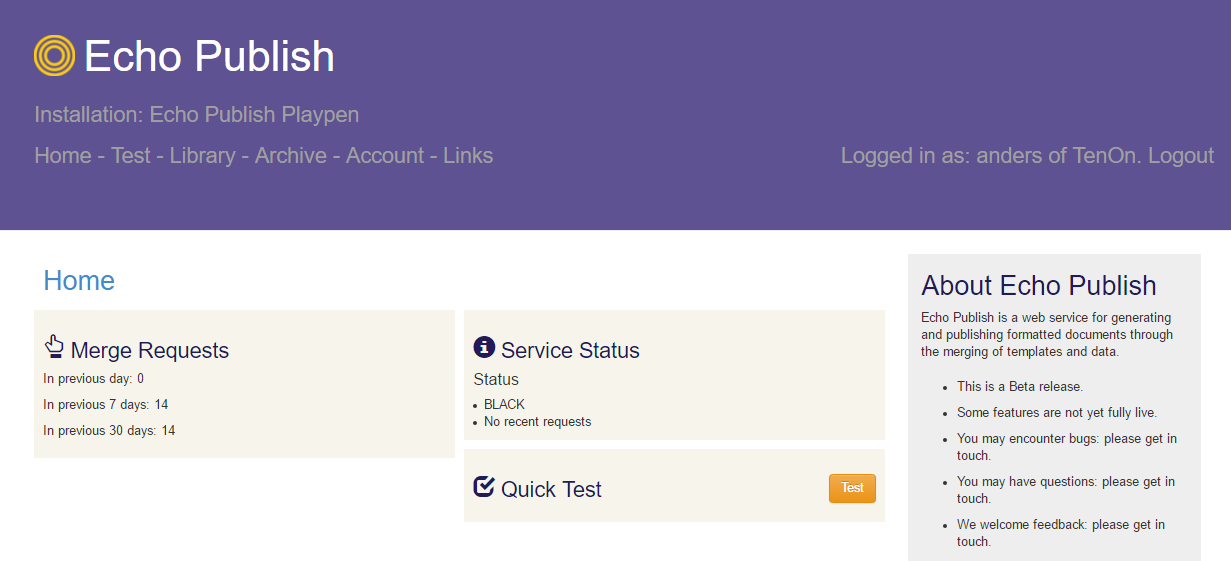 Echo Publish
Installation: Echo Publish Playpen
Home - Test - Library - Archive - Account - Links
Logged in as: anders of TenOn. Logout
Home
Merge Requests
In previous day: 0
In previous 7 days: 14
In previous 30 days: 14
Service Status
Status
BLACK
No recent requests
Quick Test
Test
About Echo Publish
Echo Publish is a web service for generating
and publishing formatted documents through
the merging of templates and data.
This is a Beta release.
Some features are not yet fully live.
You may encounter bugs: please get in
touch.
You may have questions: please get in
touch.
We welcome feedback: please get in
touch.